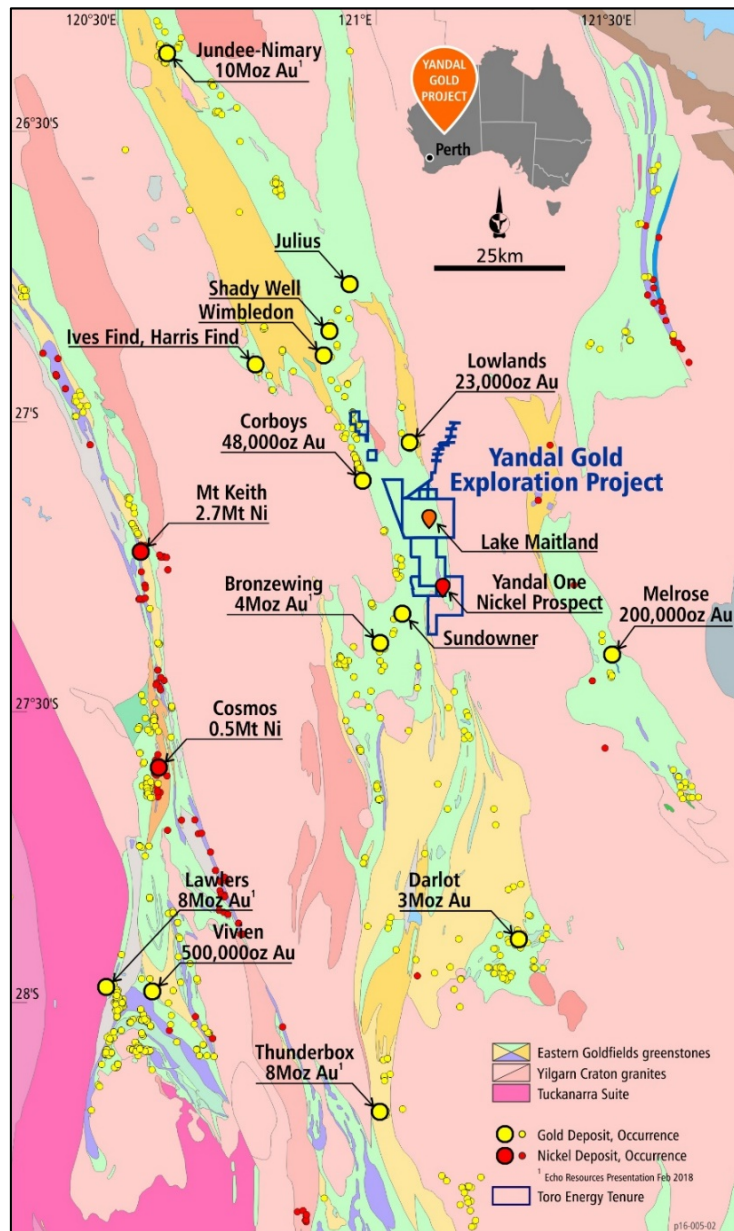 120°30'E
121°E
121°30'E
Jundee-Nimary
10Moz Au¹
YANDAL
GOLD
PROJECT
Perth
26°30'S
25km
Julius
Shady Well
Wimbledon
Ives Find, Harris Find
Lowlands
23,000oz Au
27°S
Corboys
48,000oz Au
Yandal Gold
Exploration Project
Mt Keith
2.7Mt Ni
Lake Maitland
Bronzewing
4Moz Au¹
Yandal One
Nickel Prospect
Melrose
200,000oz Au
Sundowner
27°30'S
Cosmos
0.5Mt Ni
Lawlers
8Moz Au¹
Vivien
500,000oz Au
Darlot
3Moz Au
28°S
Thunderbox
8Moz Au¹
Eastern Goldfields greenstones
Yilgarn Craton granites
Tuckanarra Suite
Gold Deposit, Occurrence
Nickel Deposit, Occurrence
¹ Echo Resources Presentation Feb 2018
Toro Energy Tenure
p16-005-02